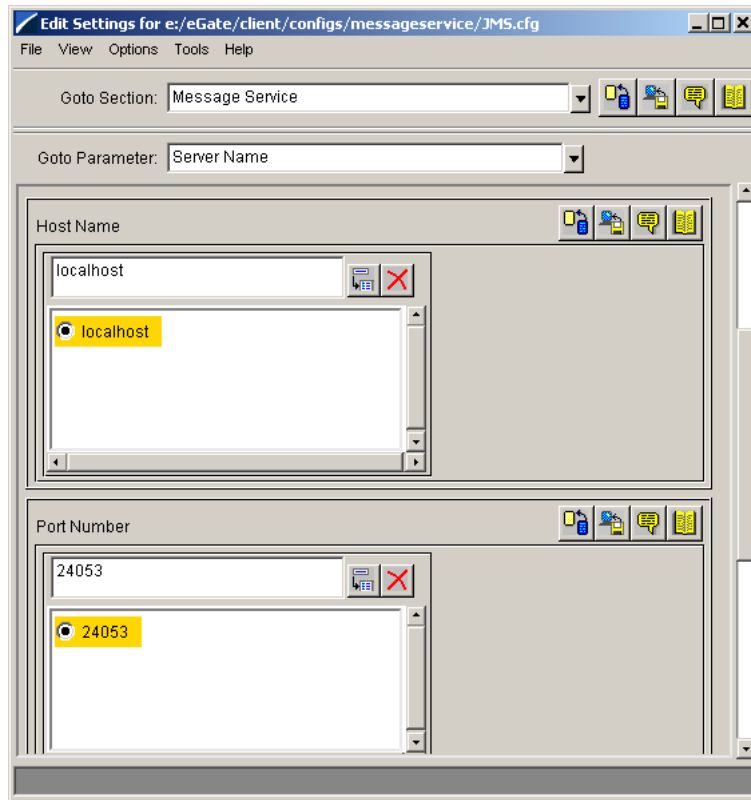 Edit Settings for e:/eGate/client/configs/messageservice/JMS.cfg
File View Options Tools Help
Goto Section: Message Service
Goto Parameter: Server Name
Host Name
localhost
localhost
Port Number
24053
24053